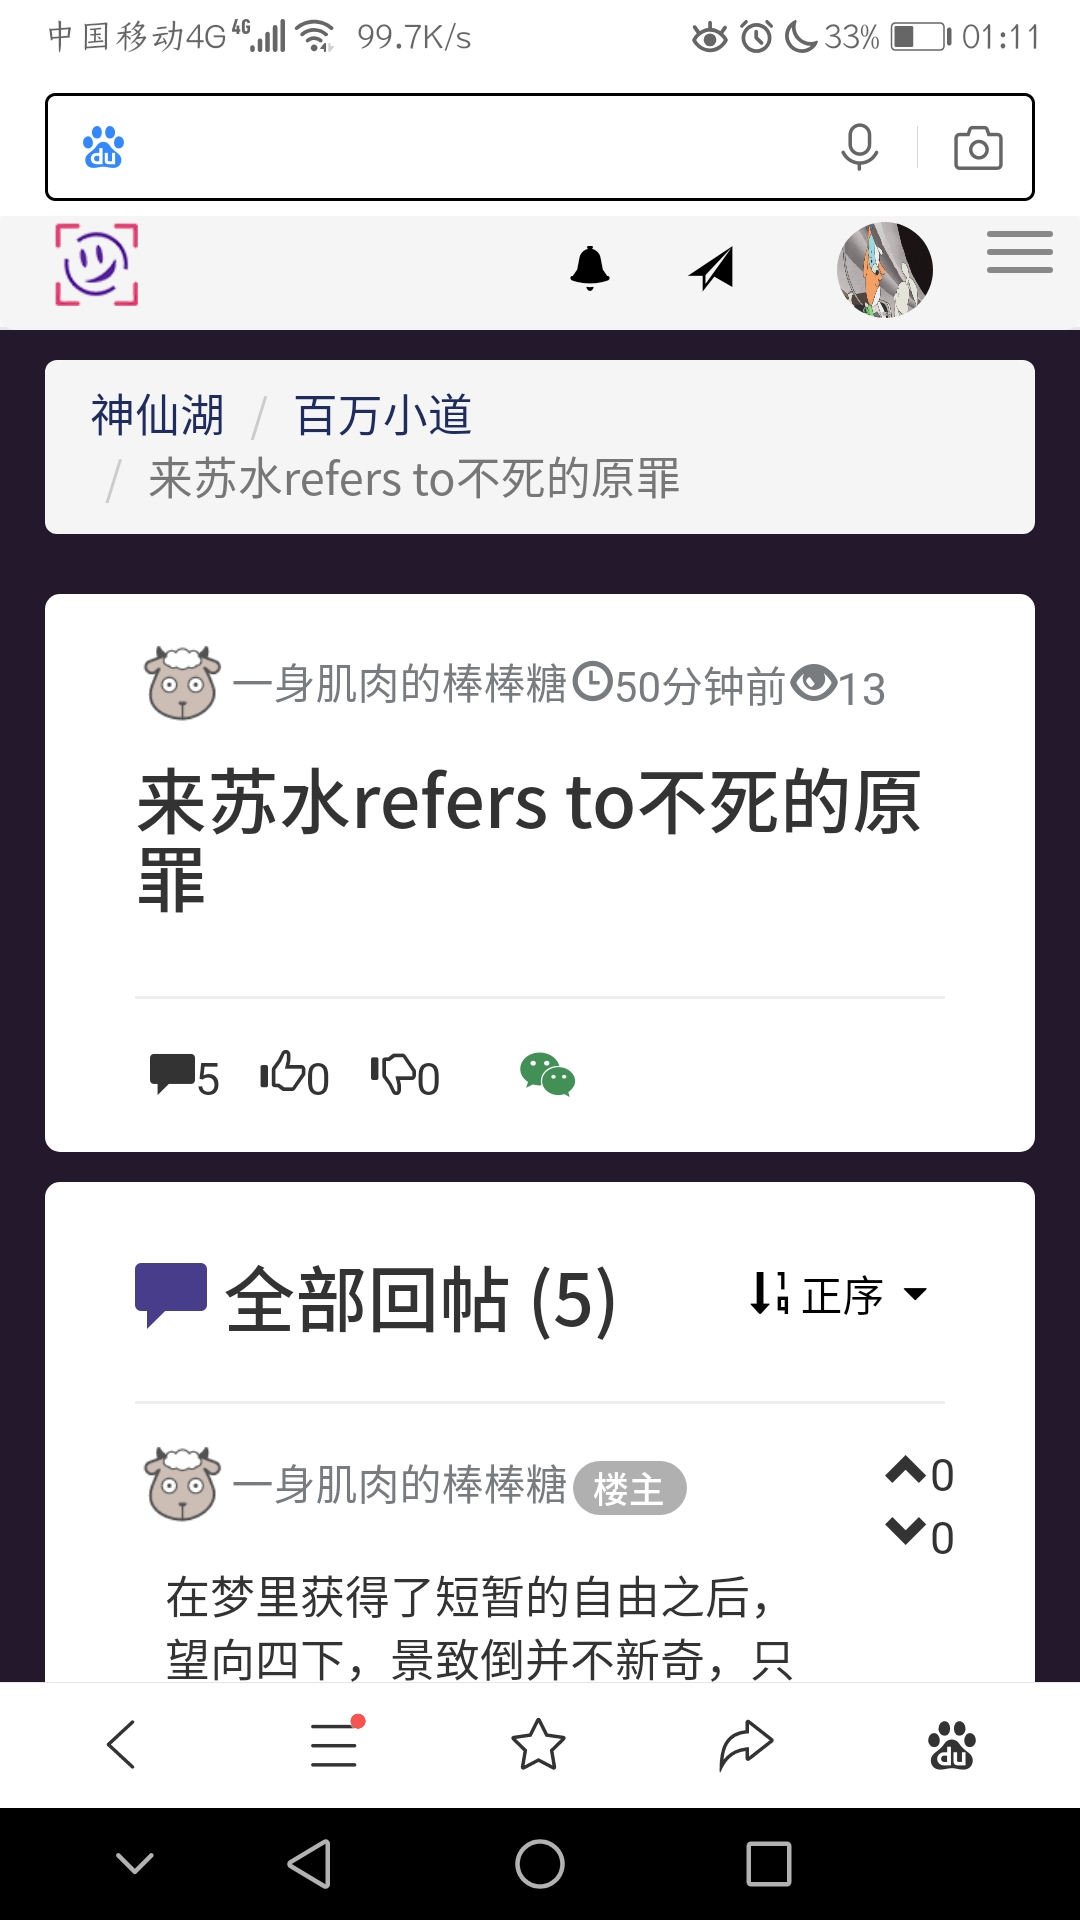 中国移动4G 4G 99.7K/s 33% 01:11
du
神仙湖 / 百万小道
/ 来苏水refers to不死的原罪
一身肌肉的棒棒糖 50分钟前 13
来苏水refers to不死的原
罪
5 0 0
全部回帖 (5) 正序
一身肌肉的棒棒糖 楼主 0
0
在梦里获得了短暂的自由之后，
望向四下，景致倒并不新奇，只
du